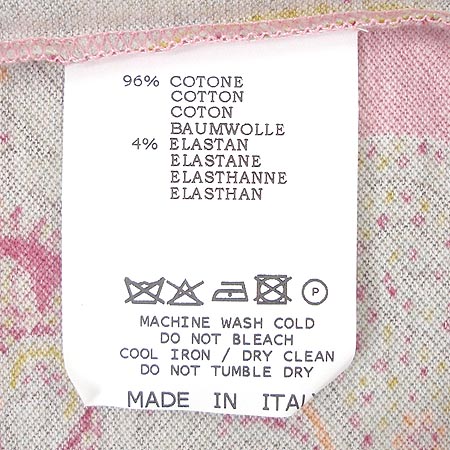 96% COTONE
COTTON
COTON
BAUMWOLLE
4% ELASTAN
ELASTANE
ELASTHANNE
ELASTHAN
P
MACHINE WASH COLD
DO NOT BLEACH
COOL IRON / DRY CLEAN
DO NOT TUMBLE DRY
MADE IN